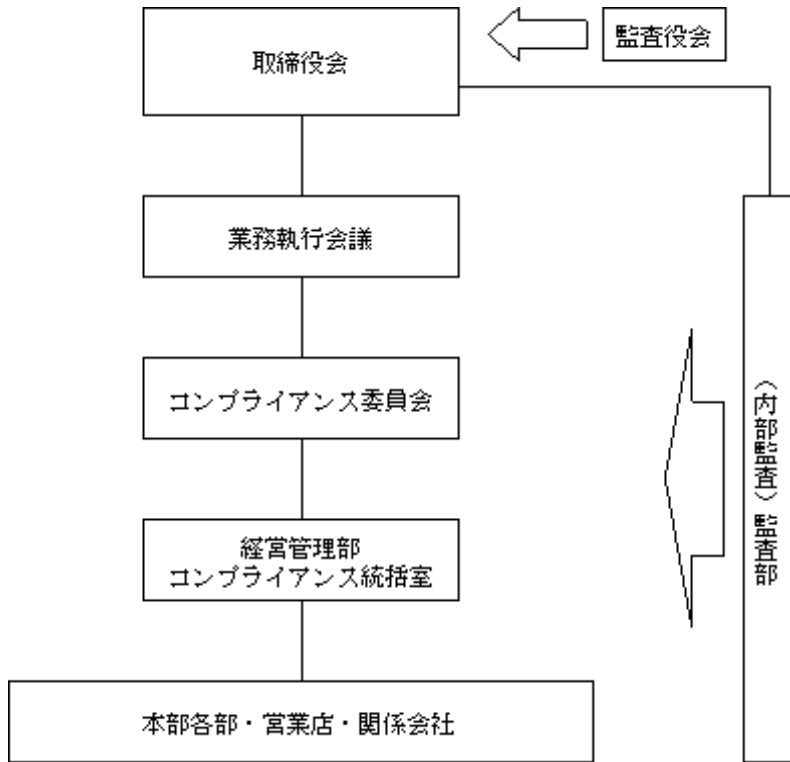 取締役会
監査役会
業務執行会議
コンプライアンス委員会
経営管理部
コンプライアンス統括室
本部各部・営業店・関係会社
（内部監査）監査部